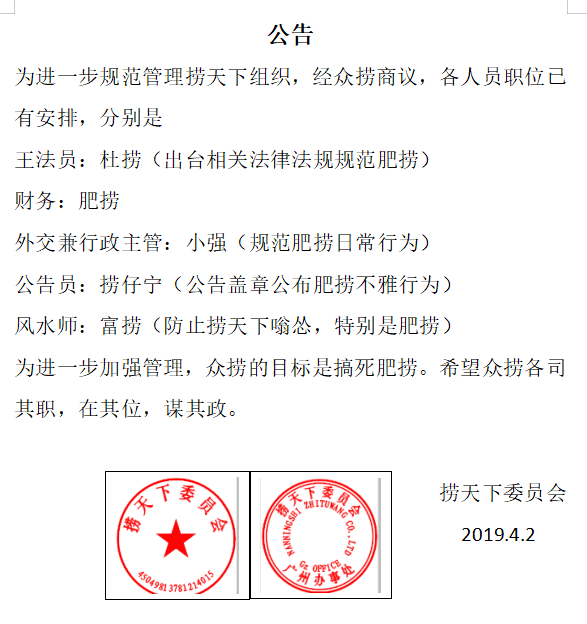 公告
为进一步规范管理捞天下组织，经众捞商议，各人员职位已
有安排，分别是
王法员：杜捞（出台相关法律法规规范肥捞）
财务：肥捞
外交兼行政主管：小强（规范肥捞日常行为）
公告员：捞仔宁（公告盖章公布肥捞不雅行为）
风水师：富捞（防止捞天下嗡怂，特别是肥捞）
为进一步加强管理，众捞的目标是搞死肥捞。希望众捞各司
其职，在其位，谋其政。
捞天下委员会
45049813781214015
捞天下委员会
NANNINGSHI ZHITUWANG CO.,LTD
Gz OFFICE
广州办事处
捞天下委员会
2019.4.2